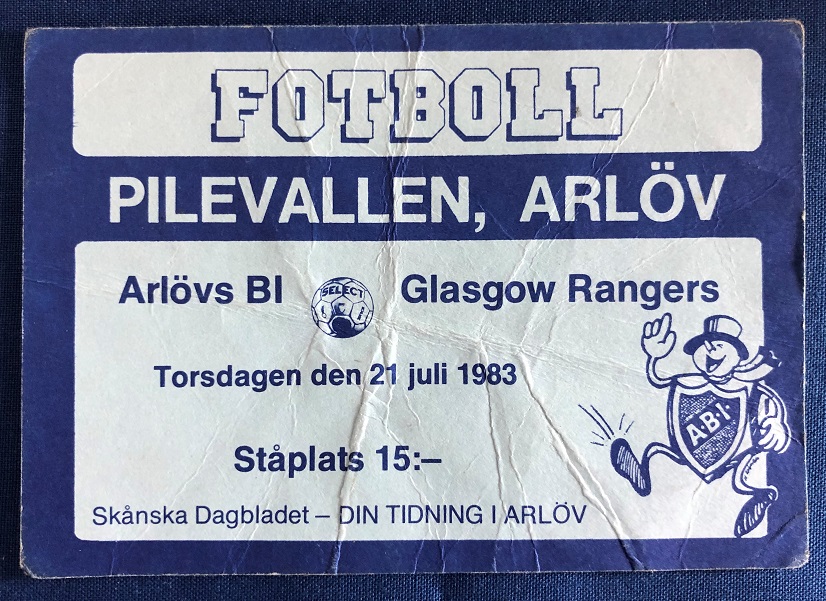 FOTBOLL
PILEVALLEN, ARLÖV
Arlövs BI SELECT Glasgow Rangers
Torsdagen den 21 juli 1983
A·B·I·
Ståplats 15:–
Skånska Dagbladet – DIN TIDNING I ARLÖV